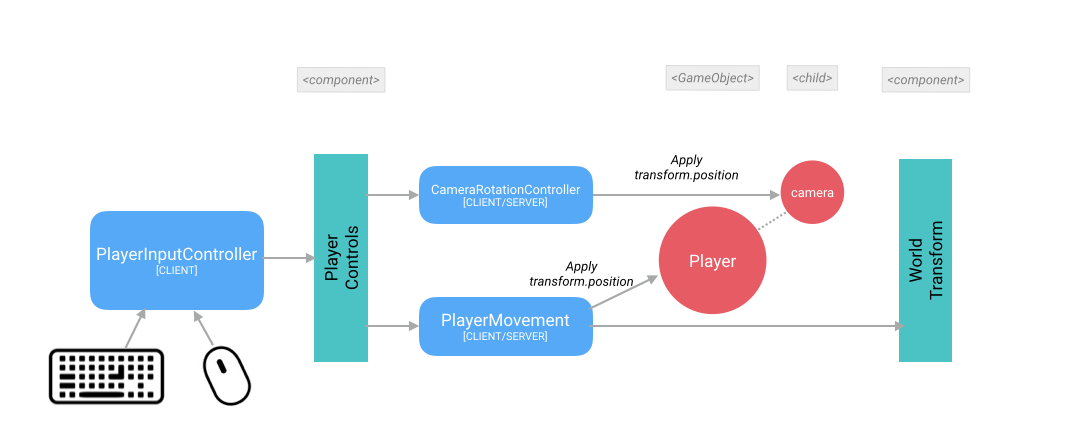 <component>
<GameObject>
<child>
<component>
Apply
transform.position
CameraRotationController
[CLIENT/SERVER]
camera
PlayerInputController
[CLIENT]
Player
Controls
Player
World
Transform
Apply
transform.position
PlayerMovement
[CLIENT/SERVER]